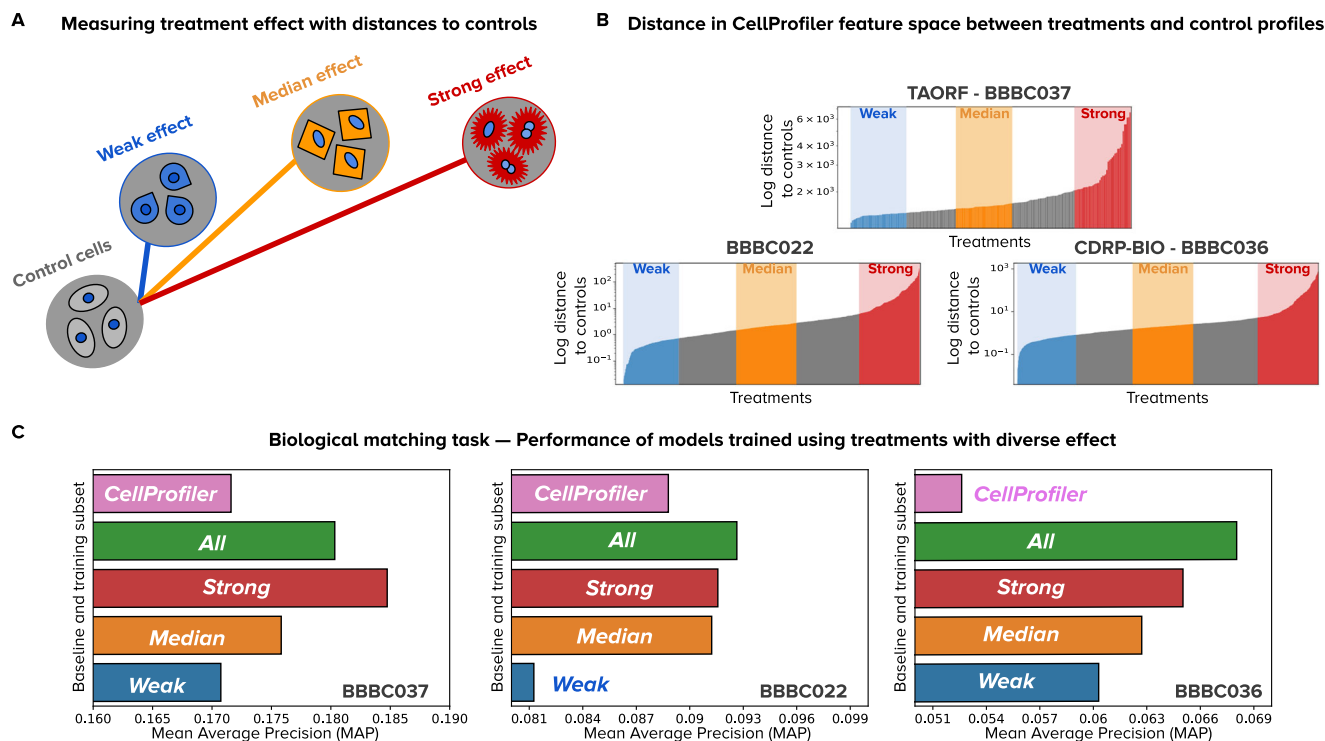 A
Measuring treatment effect with distances to controls
Weak effect
Median effect
Strong effect
Control cells
B
Distance in CellProfiler feature space between treatments and control profiles
TAORF - BBBC037
Log distance
to controls
6 × 10³
4 × 10³
3 × 10³
2 × 10³
Weak
Median
Strong
Treatments
BBBC022
Log distance
to controls
10²
10¹
10⁰
10⁻¹
Weak
Median
Strong
Treatments
CDRP-BIO - BBBC036
Log distance
to controls
10³
10¹
10⁻¹
Weak
Median
Strong
Treatments
C
Biological matching task — Performance of models trained using treatments with diverse effect
Baseline and training subset
CellProfiler
All
Strong
Median
Weak
BBBC037
0.160 0.165 0.170 0.175 0.180 0.185 0.190
Mean Average Precision (MAP)
Baseline and training subset
CellProfiler
All
Strong
Median
Weak
BBBC022
0.081 0.084 0.087 0.09 0.093 0.096 0.099
Mean Average Precision (MAP)
Baseline and training subset
CellProfiler
All
Strong
Median
Weak
BBBC036
0.051 0.054 0.057 0.06 0.063 0.066 0.069
Mean Average Precision (MAP)